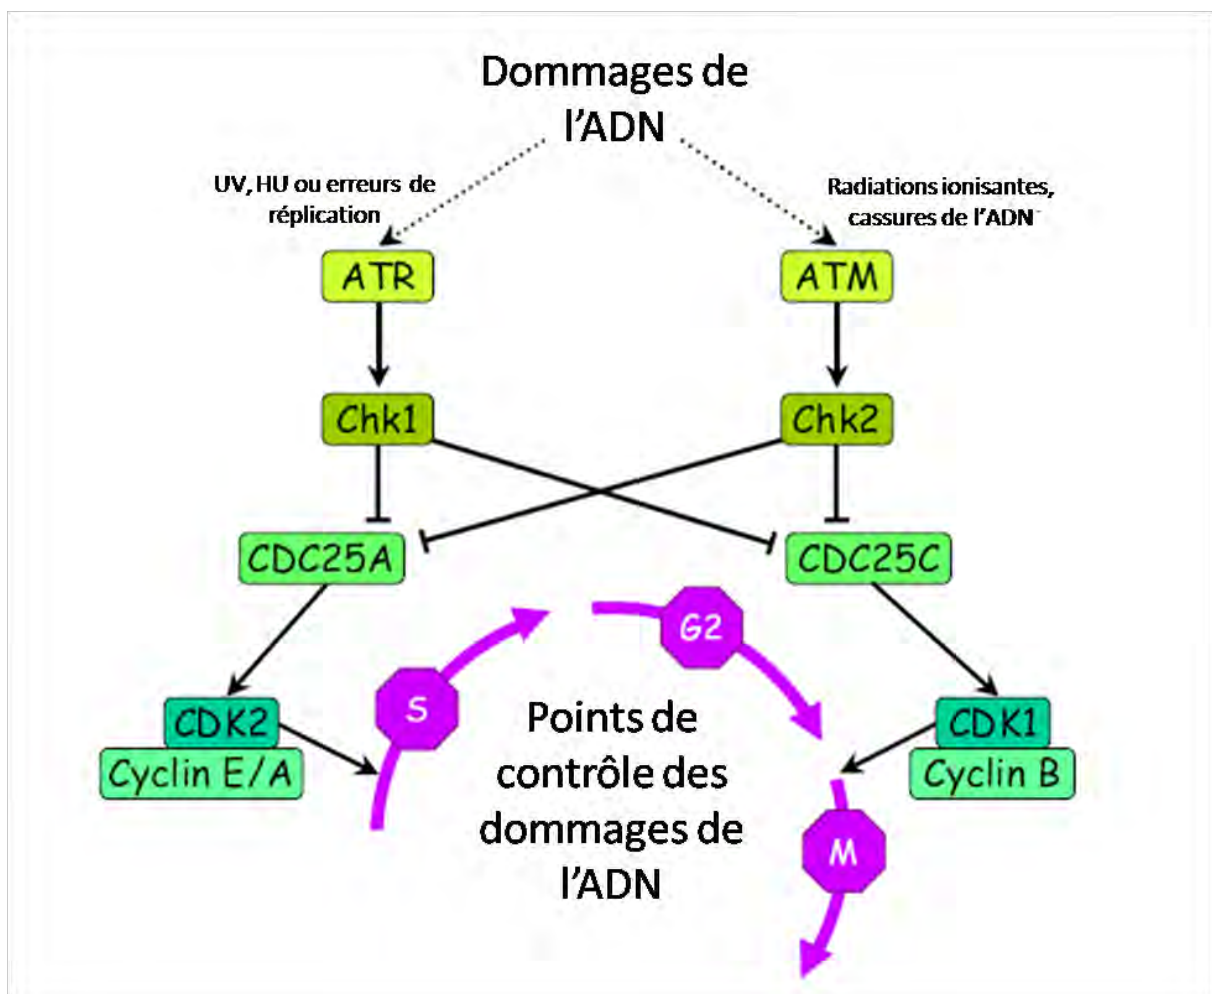 Dommages de
l'ADN
UV, HU ou erreurs de
réplication
Radiations ionisantes,
cassures de l'ADN
ATR
ATM
Chk1
Chk2
CDC25A
CDC25C
G2
S
CDK2
Cyclin E/A
Points de
contrôle des
dommages de
l'ADN
CDK1
Cyclin B
M